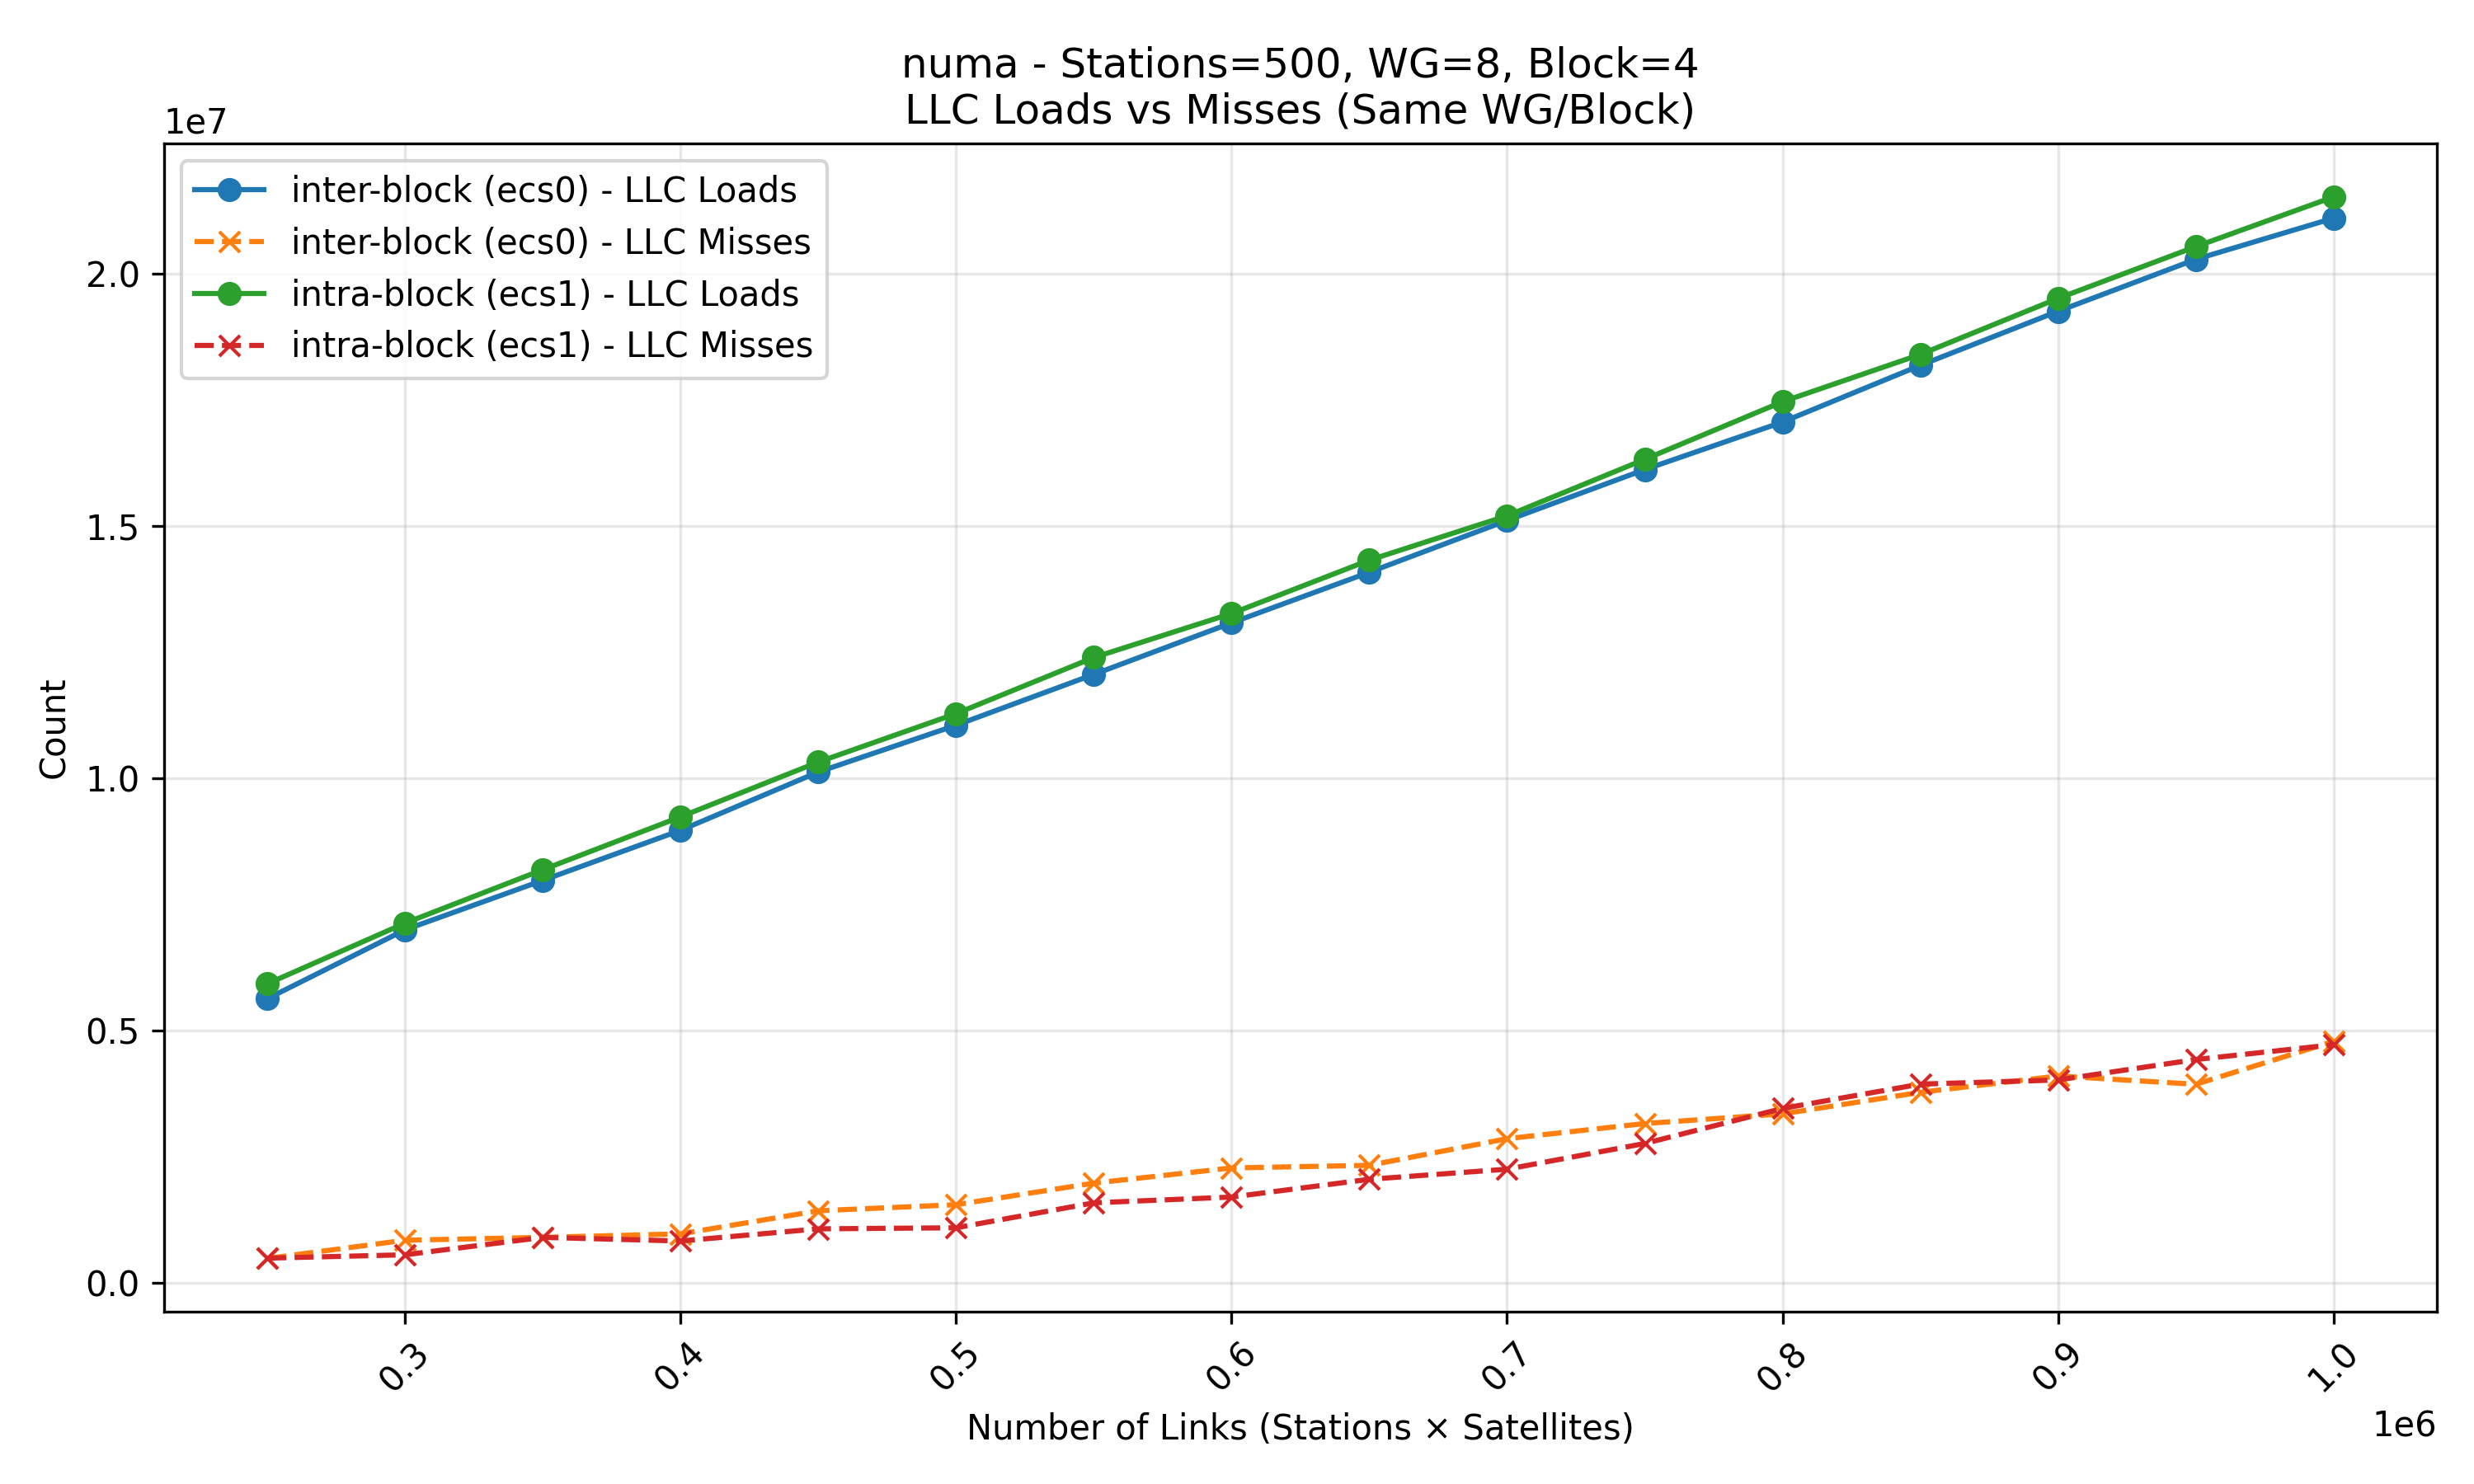 numa - Stations=500, WG=8, Block=4
LLC Loads vs Misses (Same WG/Block)
1e7
inter-block (ecs0) - LLC Loads
inter-block (ecs0) - LLC Misses
intra-block (ecs1) - LLC Loads
intra-block (ecs1) - LLC Misses
2.0
1.5
1.0
0.5
0.0
Count
0.3
0.4
0.5
0.6
0.7
0.8
0.9
1.0
Number of Links (Stations × Satellites)
1e6